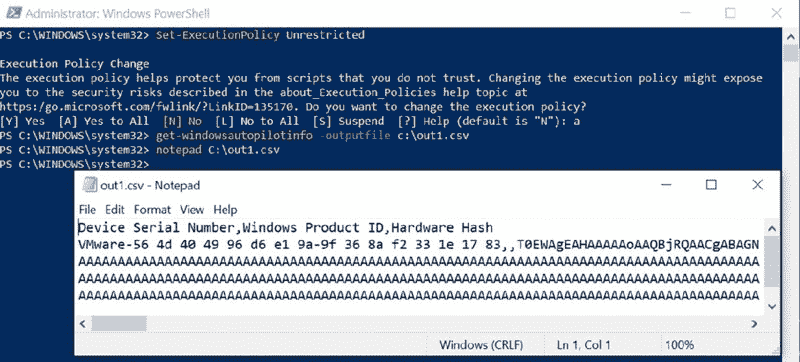 Administrator: Windows PowerShell
PS C:\WINDOWS\system32> Set-ExecutionPolicy Unrestricted
Execution Policy Change
The execution policy helps protect you from scripts that you do not trust. Changing the execution policy might expose
you to the security risks described in the about_Execution_Policies help topic at
https:/go.microsoft.com/fwlink/?LinkID=135170. Do you want to change the execution policy?
[Y] Yes [A] Yes to All [N] No [L] No to All [S] Suspend [?] Help (default is "N"): a
PS C:\WINDOWS\system32> get-windowsautopilotinfo -outputfile c:\out1.csv
PS C:\WINDOWS\system32> notepad C:\out1.csv
PS C:\WINDOWS\system32>
out1.csv - Notepad
File Edit Format View Help
Device Serial Number,Windows Product ID,Hardware Hash
VMware-56 4d 40 49 96 d6 e1 9a-9f 36 8a f2 33 1e 17 83,,T0EWAgEAHAAAAAoAAQBjRQAACgABAGN
AAAAAAAAAAAAAAAAAAAAAAAAAAAAAAAAAAAAAAAAAAAAAAAAAAAAAAAAAAAAAAAAAAAAAAAAAAAAAAAAAAAAAAA
AAAAAAAAAAAAAAAAAAAAAAAAAAAAAAAAAAAAAAAAAAAAAAAAAAAAAAAAAAAAAAAAAAAAAAAAAAAAAAAAAAAAAAA
AAAAAAAAAAAAAAAAAAAAAAAAAAAAAAAAAAAAAAAAAAAAAAAAAAAAAAAAAAAAAAAAAAAAAAAAAAAAAAAAAAAAAAA
Windows (CRLF) Ln 1, Col 1 100%